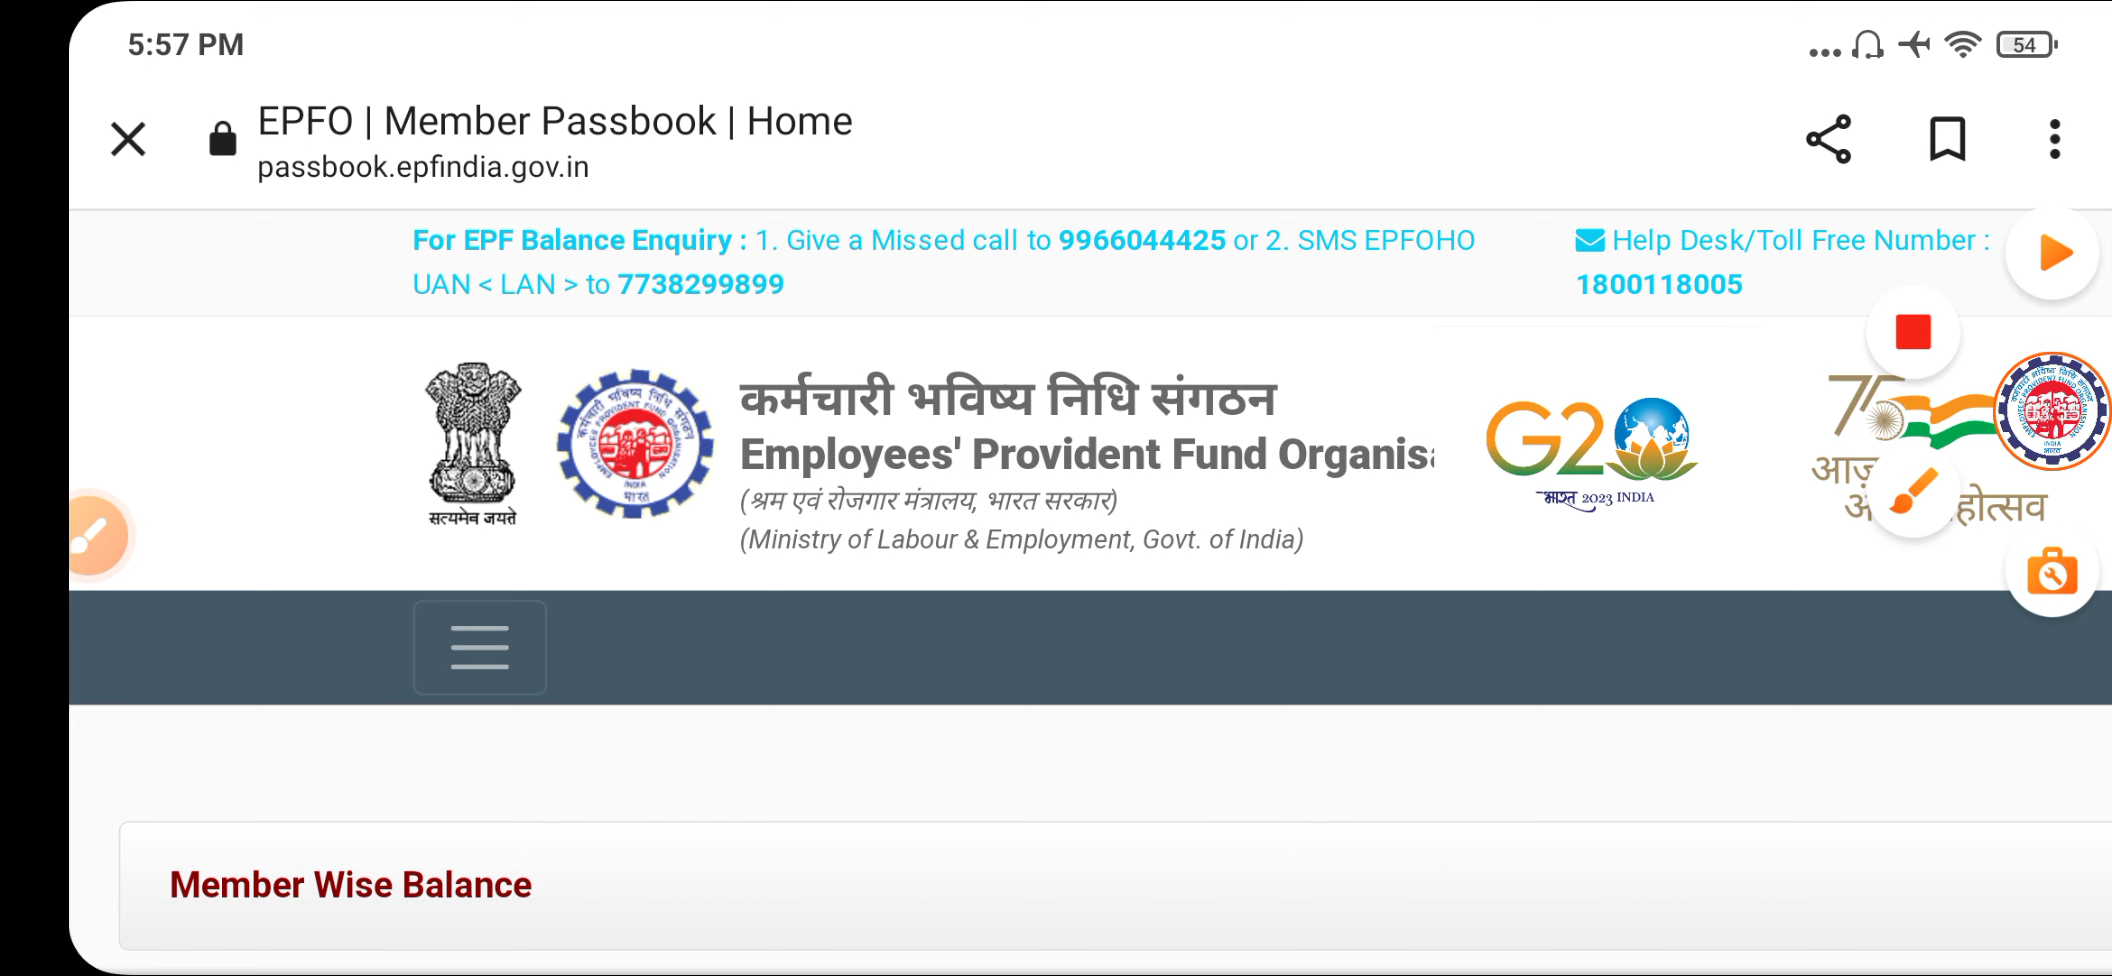 5:57 PM
54
EPFO | Member Passbook | Home
passbook.epfindia.gov.in
For EPF Balance Enquiry : 1. Give a Missed call to 9966044425 or 2. SMS EPFOHO
UAN < LAN > to 7738299899
Help Desk/Toll Free Number :
1800118005
सत्यमेव जयते
कर्मचारी भविष्य निधि संगठन
Employees' Provident Fund Organisa
(श्रम एवं रोजगार मंत्रालय, भारत सरकार)
(Ministry of Labour & Employment, Govt. of India)
G20
भारत 2023 INDIA
75
Member Wise Balance